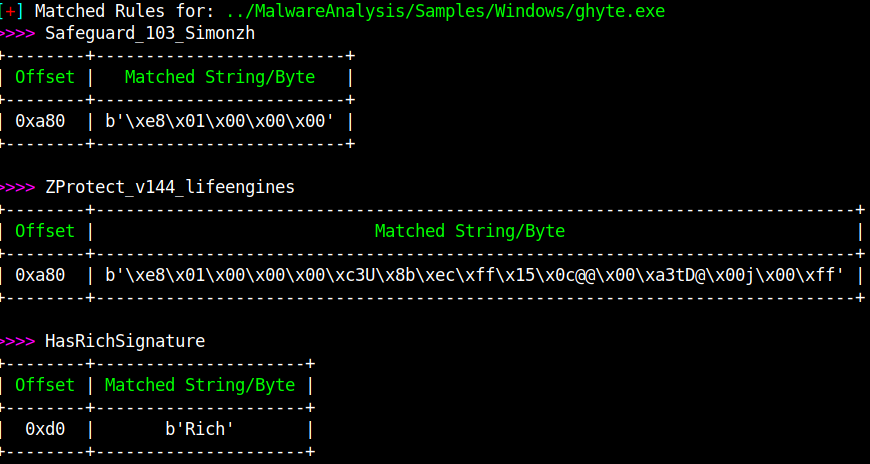 [+] Matched Rules for: ../MalwareAnalysis/Samples/Windows/ghyte.exe
>>>> Safeguard_103_Simonzh
+--------+-------------------------+
| Offset |   Matched String/Byte   |
+--------+-------------------------+
| 0xa80  | b'\xe8\x01\x00\x00\x00' |
+--------+-------------------------+
>>>> ZProtect_v144_lifeengines
+--------+----------------------------------------------------------------------------+
| Offset |                            Matched String/Byte                             |
+--------+----------------------------------------------------------------------------+
| 0xa80  | b'\xe8\x01\x00\x00\x00\xc3U\x8b\xec\xff\x15\x0c@@\x00\xa3tD@\x00j\x00\xff' |
+--------+----------------------------------------------------------------------------+
>>>> HasRichSignature
+--------+---------------------+
| Offset | Matched String/Byte |
+--------+---------------------+
|  0xd0  |       b'Rich'       |
+--------+---------------------+